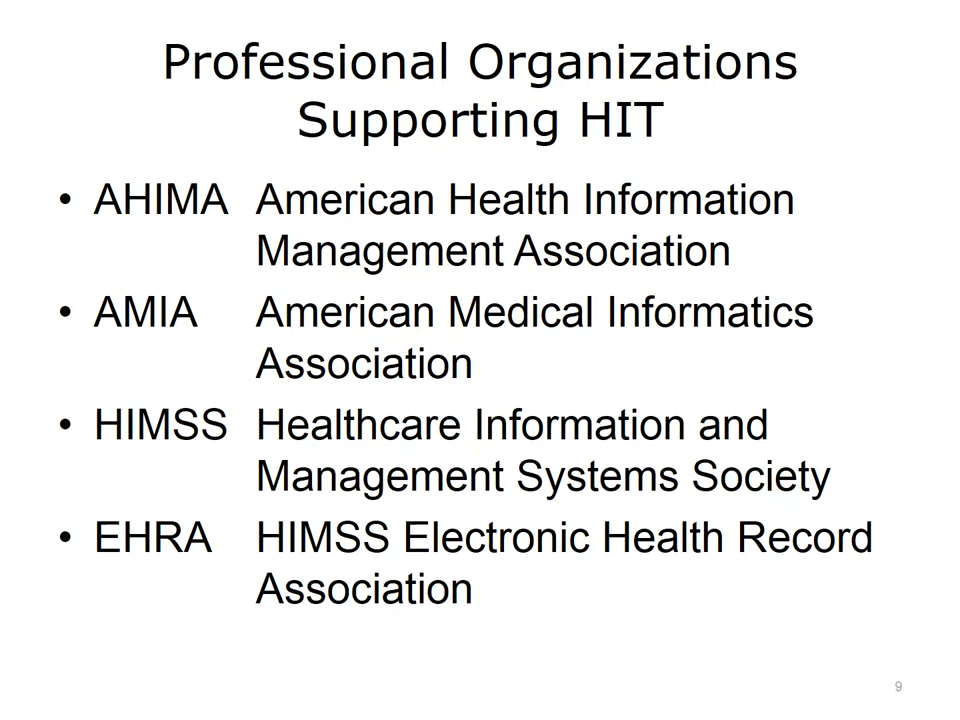 Professional Organizations
Supporting HIT
• AHIMA American Health Information
Management Association
• AMIA American Medical Informatics
Association
• HIMSS Healthcare Information and
Management Systems Society
• EHRA HIMSS Electronic Health Record
Association
9